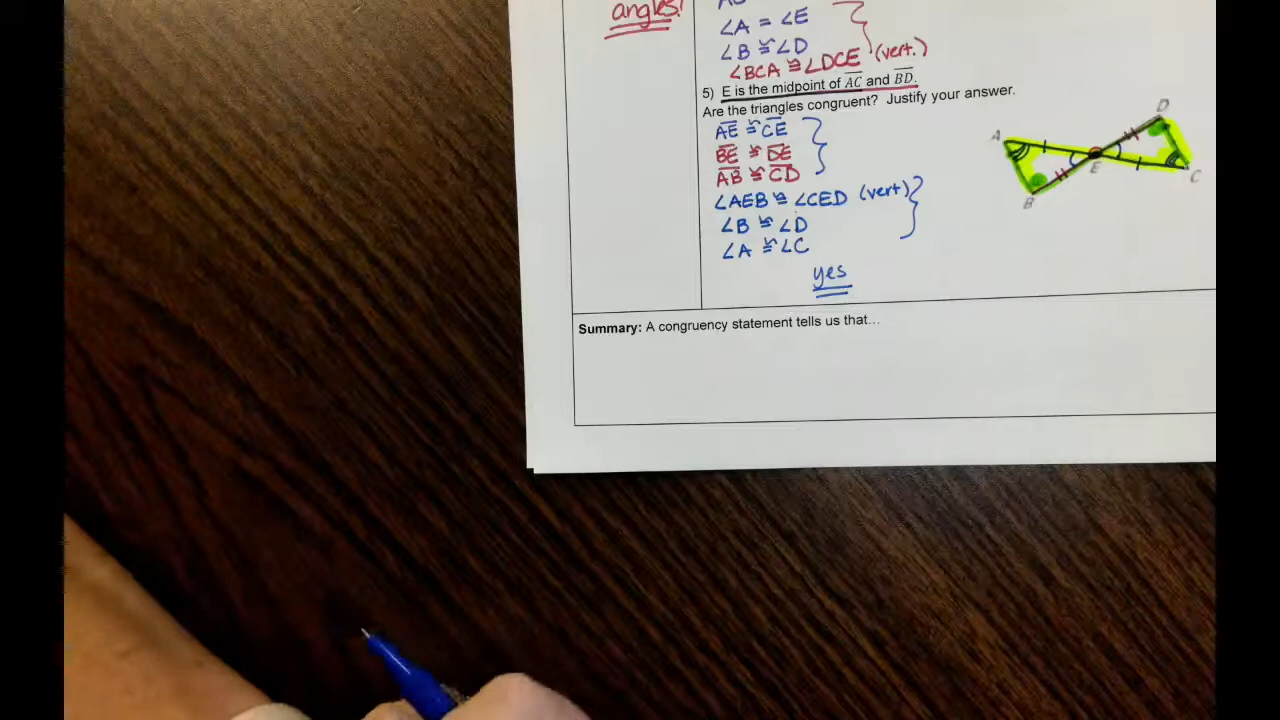 angles!
∠A = ∠E
∠B ≅ ∠D
∠BCA ≅ ∠DCE (vert.)
5) E is the midpoint of AC and BD.
Are the triangles congruent? Justify your answer.
AE ≅ CE
BE ≅ DE
AB ≅ CD
∠AEB ≅ ∠CED (vert)
∠B ≅ ∠D
∠A ≅ ∠C
yes
A
D
E
B
C
Summary: A congruency statement tells us that…